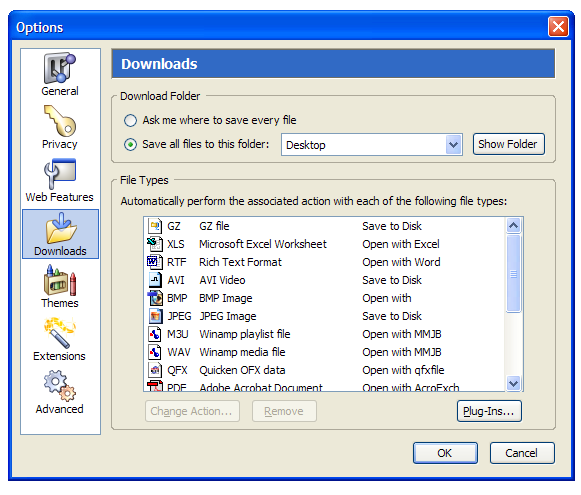 Options
General
Privacy
Web Features
Downloads
Themes
Extensions
Advanced
Downloads
Download Folder
Ask me where to save every file
Save all files to this folder: Desktop Show Folder
File Types
Automatically perform the associated action with each of the following file types:
GZ GZ file Save to Disk
XLS Microsoft Excel Worksheet Open with Excel
RTF Rich Text Format Open with Word
AVI AVI Video Save to Disk
BMP BMP Image Open with
JPEG JPEG Image Save to Disk
M3U Winamp playlist file Open with MMJB
WAV Winamp media file Open with MMJB
QFX Quicken OFX data Open with qfxfile
PDF Adobe Acrobat Document Open with AcroExch
Change Action... Remove Plug-Ins...
OK Cancel